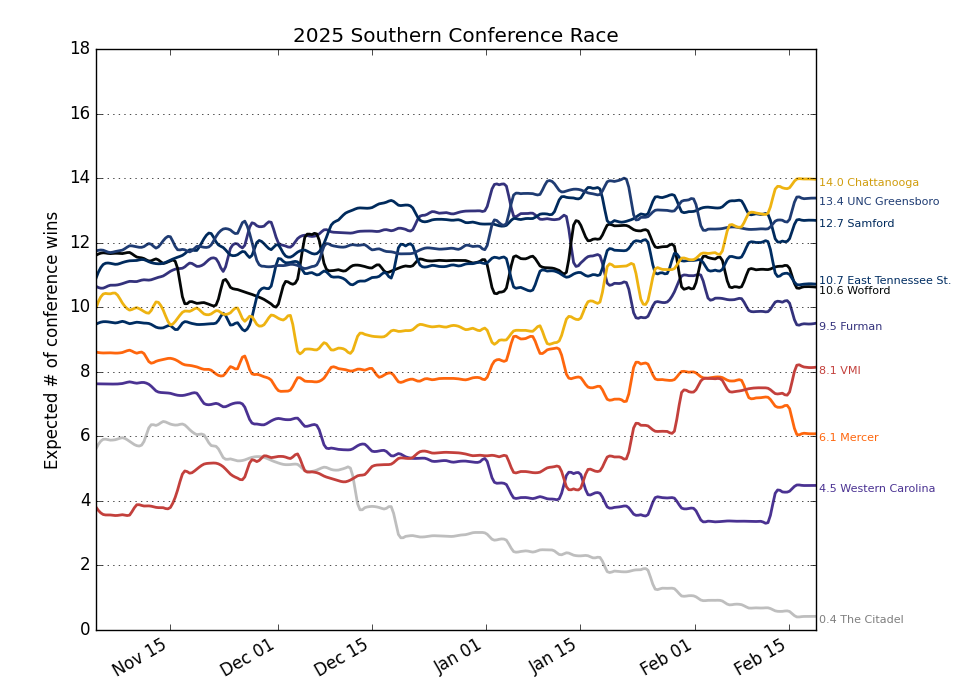 2025 Southern Conference Race
Expected # of conference wins
18
16
14
12
10
8
6
4
2
0
14.0 Chattanooga
13.4 UNC Greensboro
12.7 Samford
10.7 East Tennessee St.
10.6 Wofford
9.5 Furman
8.1 VMI
6.1 Mercer
4.5 Western Carolina
0.4 The Citadel
Nov 15
Dec 01
Dec 15
Jan 01
Jan 15
Feb 01
Feb 15